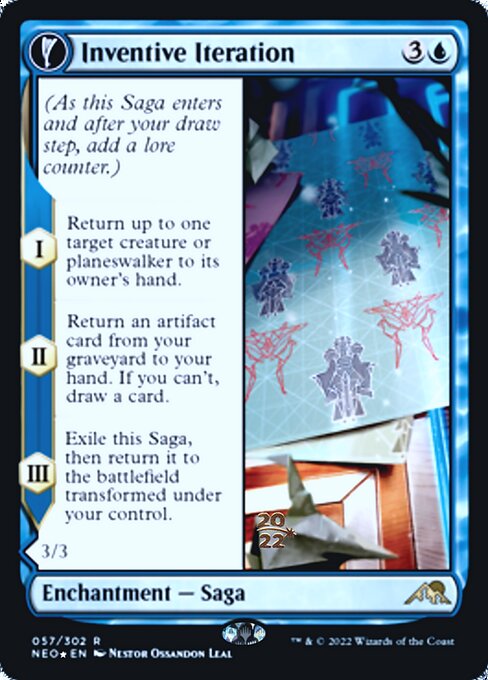 Inventive Iteration 3
(As this Saga enters
and after your draw
step, add a lore
counter.)
I
Return up to one
target creature or
planeswalker to its
owner's hand.
II
Return an artifact
card from your
graveyard to your
hand. If you can't,
draw a card.
III
Exile this Saga,
then return it to
the battlefield
transformed under
your control.
3/3
20
22
Enchantment — Saga
057/302 R
NEO★EN Nestor Ossandon Leal
™ & © 2022 Wizards of the Coast